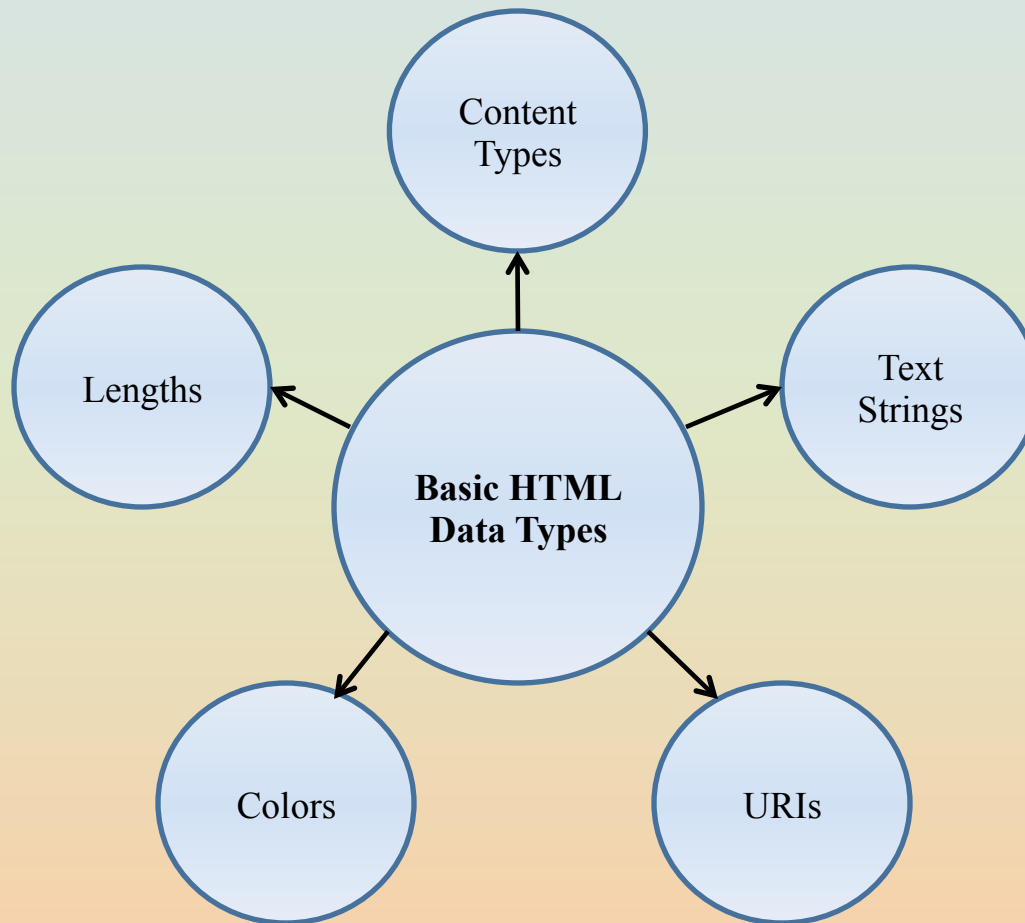 Content
Types
Lengths
Text
Strings
Basic HTML
Data Types
Colors
URIs